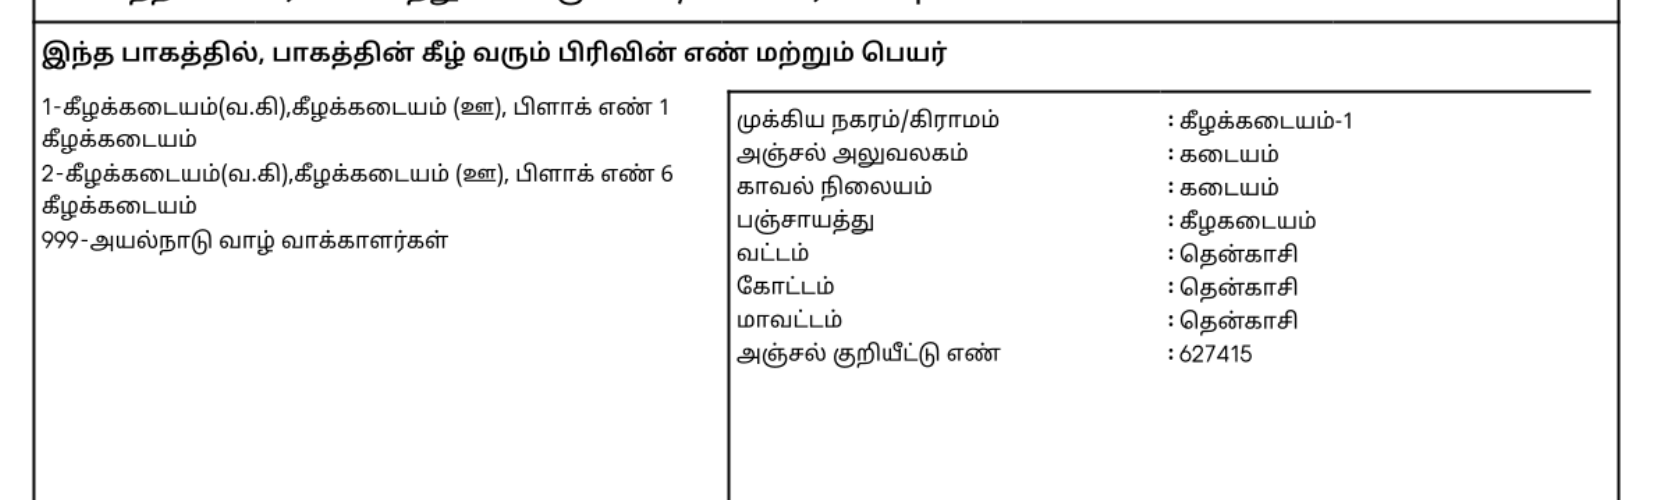 இந்த பாகத்தில், பாகத்தின் கீழ் வரும் பிரிவின் எண் மற்றும் பெயர்
1-கீழக்கடையம்(வ.கி),கீழக்கடையம் (ஊ), பிளாக் எண் 1
கீழக்கடையம்
2-கீழக்கடையம்(வ.கி),கீழக்கடையம் (ஊ), பிளாக் எண் 6
கீழக்கடையம்
999-அயல்நாடு வாழ் வாக்காளர்கள்
முக்கிய நகரம்/கிராமம் : கீழக்கடையம்-1
அஞ்சல் அலுவலகம் : கடையம்
காவல் நிலையம் : கடையம்
பஞ்சாயத்து : கீழகடையம்
வட்டம் : தென்காசி
கோட்டம் : தென்காசி
மாவட்டம் : தென்காசி
அஞ்சல் குறியீட்டு எண் : 627415